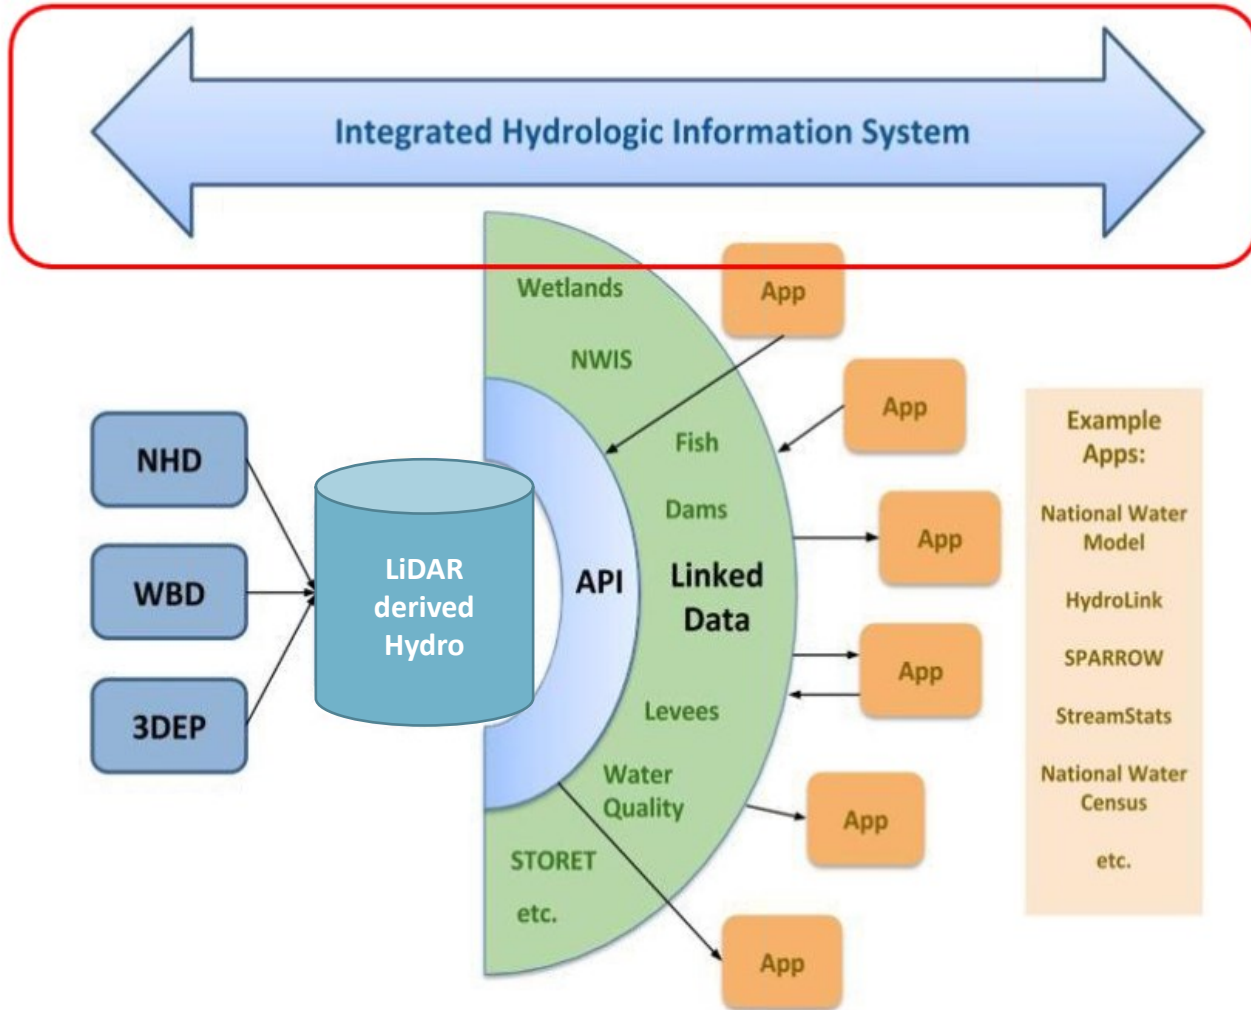 Integrated Hydrologic Information System
Wetlands
NWIS
Fish
Dams
Linked
Data
Levees
Water
Quality
STORET
etc.
API
NHD
WBD
3DEP
LiDAR
derived
Hydro
App
App
App
App
App
App
Example
Apps:
National Water
Model
HydroLink
SPARROW
StreamStats
National Water
Census
etc.